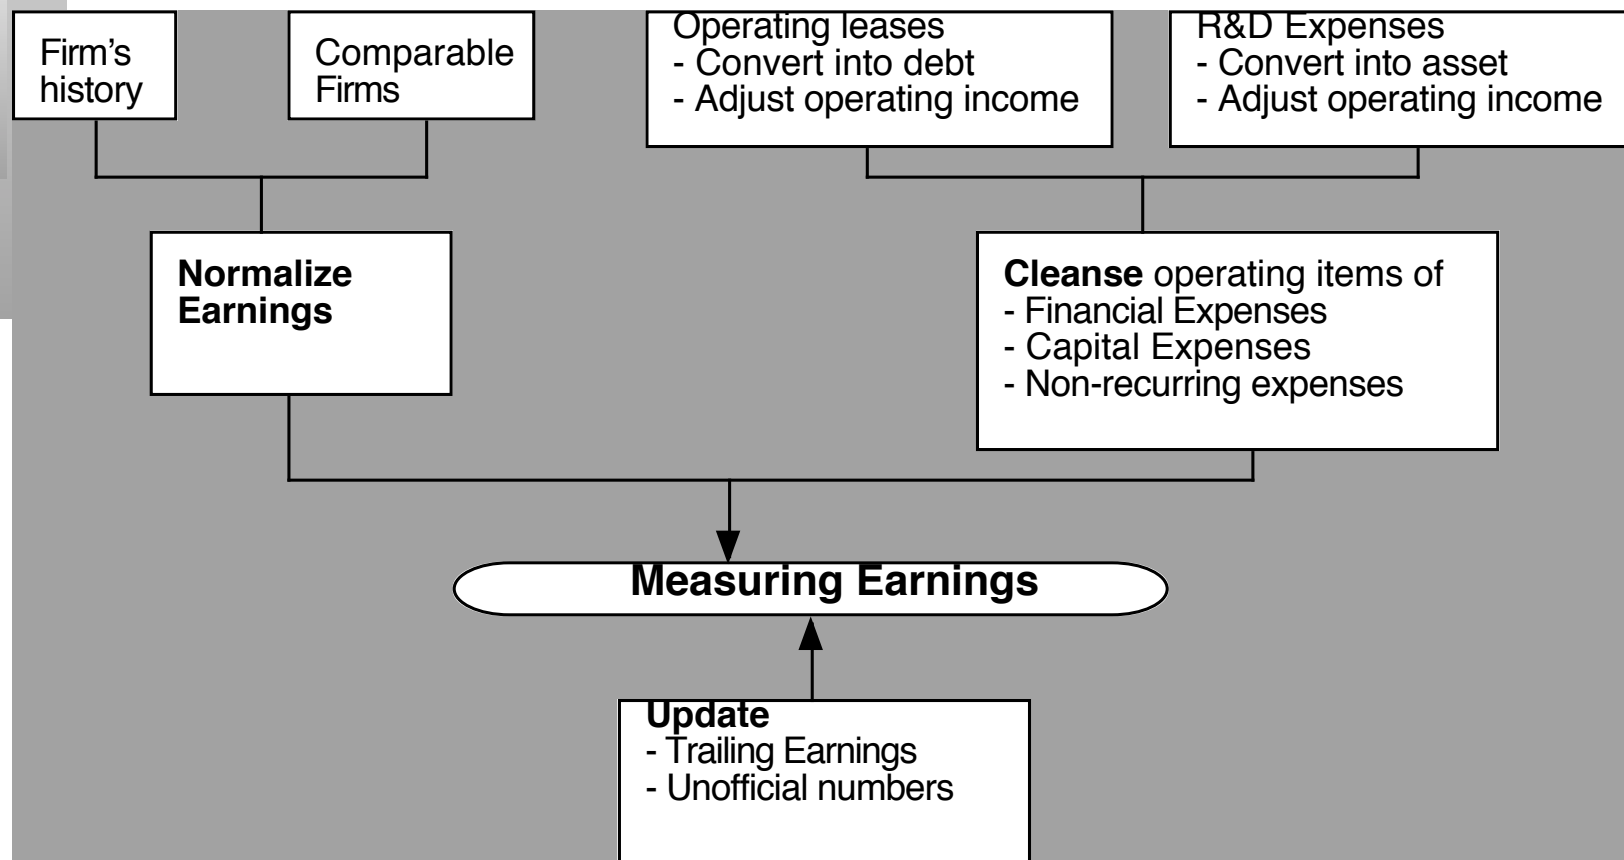 Firm's
history
Comparable
Firms
Operating leases
- Convert into debt
- Adjust operating income
R&D Expenses
- Convert into asset
- Adjust operating income
Normalize
Earnings
Cleanse operating items of
- Financial Expenses
- Capital Expenses
- Non-recurring expenses
Measuring Earnings
Update
- Trailing Earnings
- Unofficial numbers